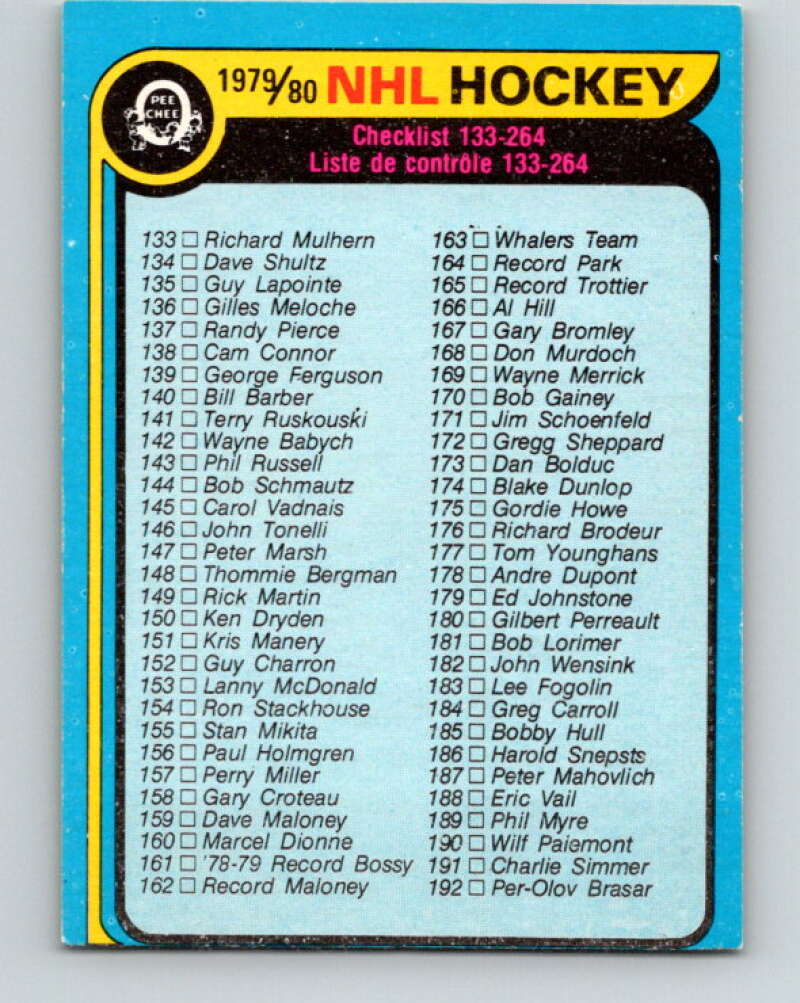 O PEE CHEE
1979/80 NHL HOCKEY
Checklist 133-264
Liste de contrôle 133-264
133 □ Richard Mulhern
134 □ Dave Shultz
135 □ Guy Lapointe
136 □ Gilles Meloche
137 □ Randy Pierce
138 □ Cam Connor
139 □ George Ferguson
140 □ Bill Barber
141 □ Terry Ruskouski
142 □ Wayne Babych
143 □ Phil Russell
144 □ Bob Schmautz
145 □ Carol Vadnais
146 □ John Tonelli
147 □ Peter Marsh
148 □ Thommie Bergman
149 □ Rick Martin
150 □ Ken Dryden
151 □ Kris Manery
152 □ Guy Charron
153 □ Lanny McDonald
154 □ Ron Stackhouse
155 □ Stan Mikita
156 □ Paul Holmgren
157 □ Perry Miller
158 □ Gary Croteau
159 □ Dave Maloney
160 □ Marcel Dionne
161 □ '78-79 Record Bossy
162 □ Record Maloney
163 □ Whalers Team
164 □ Record Park
165 □ Record Trottier
166 □ Al Hill
167 □ Gary Bromley
168 □ Don Murdoch
169 □ Wayne Merrick
170 □ Bob Gainey
171 □ Jim Schoenfeld
172 □ Gregg Sheppard
173 □ Dan Bolduc
174 □ Blake Dunlop
175 □ Gordie Howe
176 □ Richard Brodeur
177 □ Tom Younghans
178 □ Andre Dupont
179 □ Ed Johnstone
180 □ Gilbert Perreault
181 □ Bob Lorimer
182 □ John Wensink
183 □ Lee Fogolin
184 □ Greg Carroll
185 □ Bobby Hull
186 □ Harold Snepsts
187 □ Peter Mahovlich
188 □ Eric Vail
189 □ Phil Myre
190 □ Wilf Paiemont
191 □ Charlie Simmer
192 □ Per-Olov Brasar